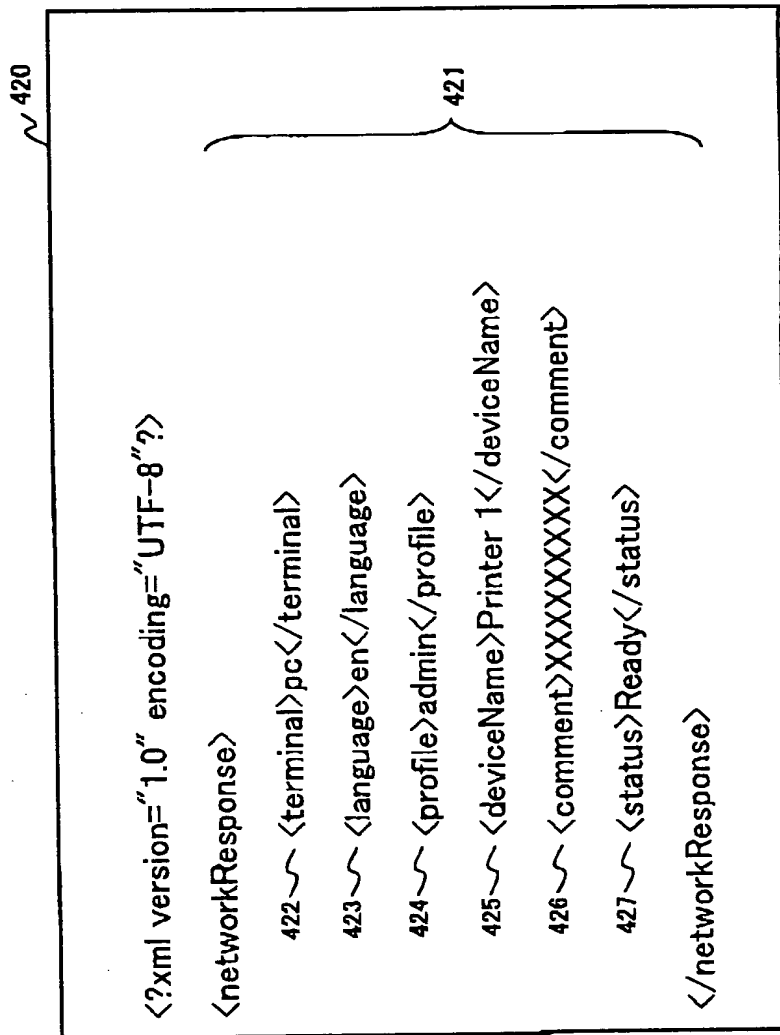 420
<?xml version="1.0" encoding="UTF-8"?>
<networkResponse>
422 <terminal>pc</terminal>
423 <language>en</language>
424 <profile>admin</profile>
425 <deviceName>Printer 1</deviceName>
426 <comment>XXXXXXXXXX</comment>
427 <status>Ready</status>
</networkResponse>
421